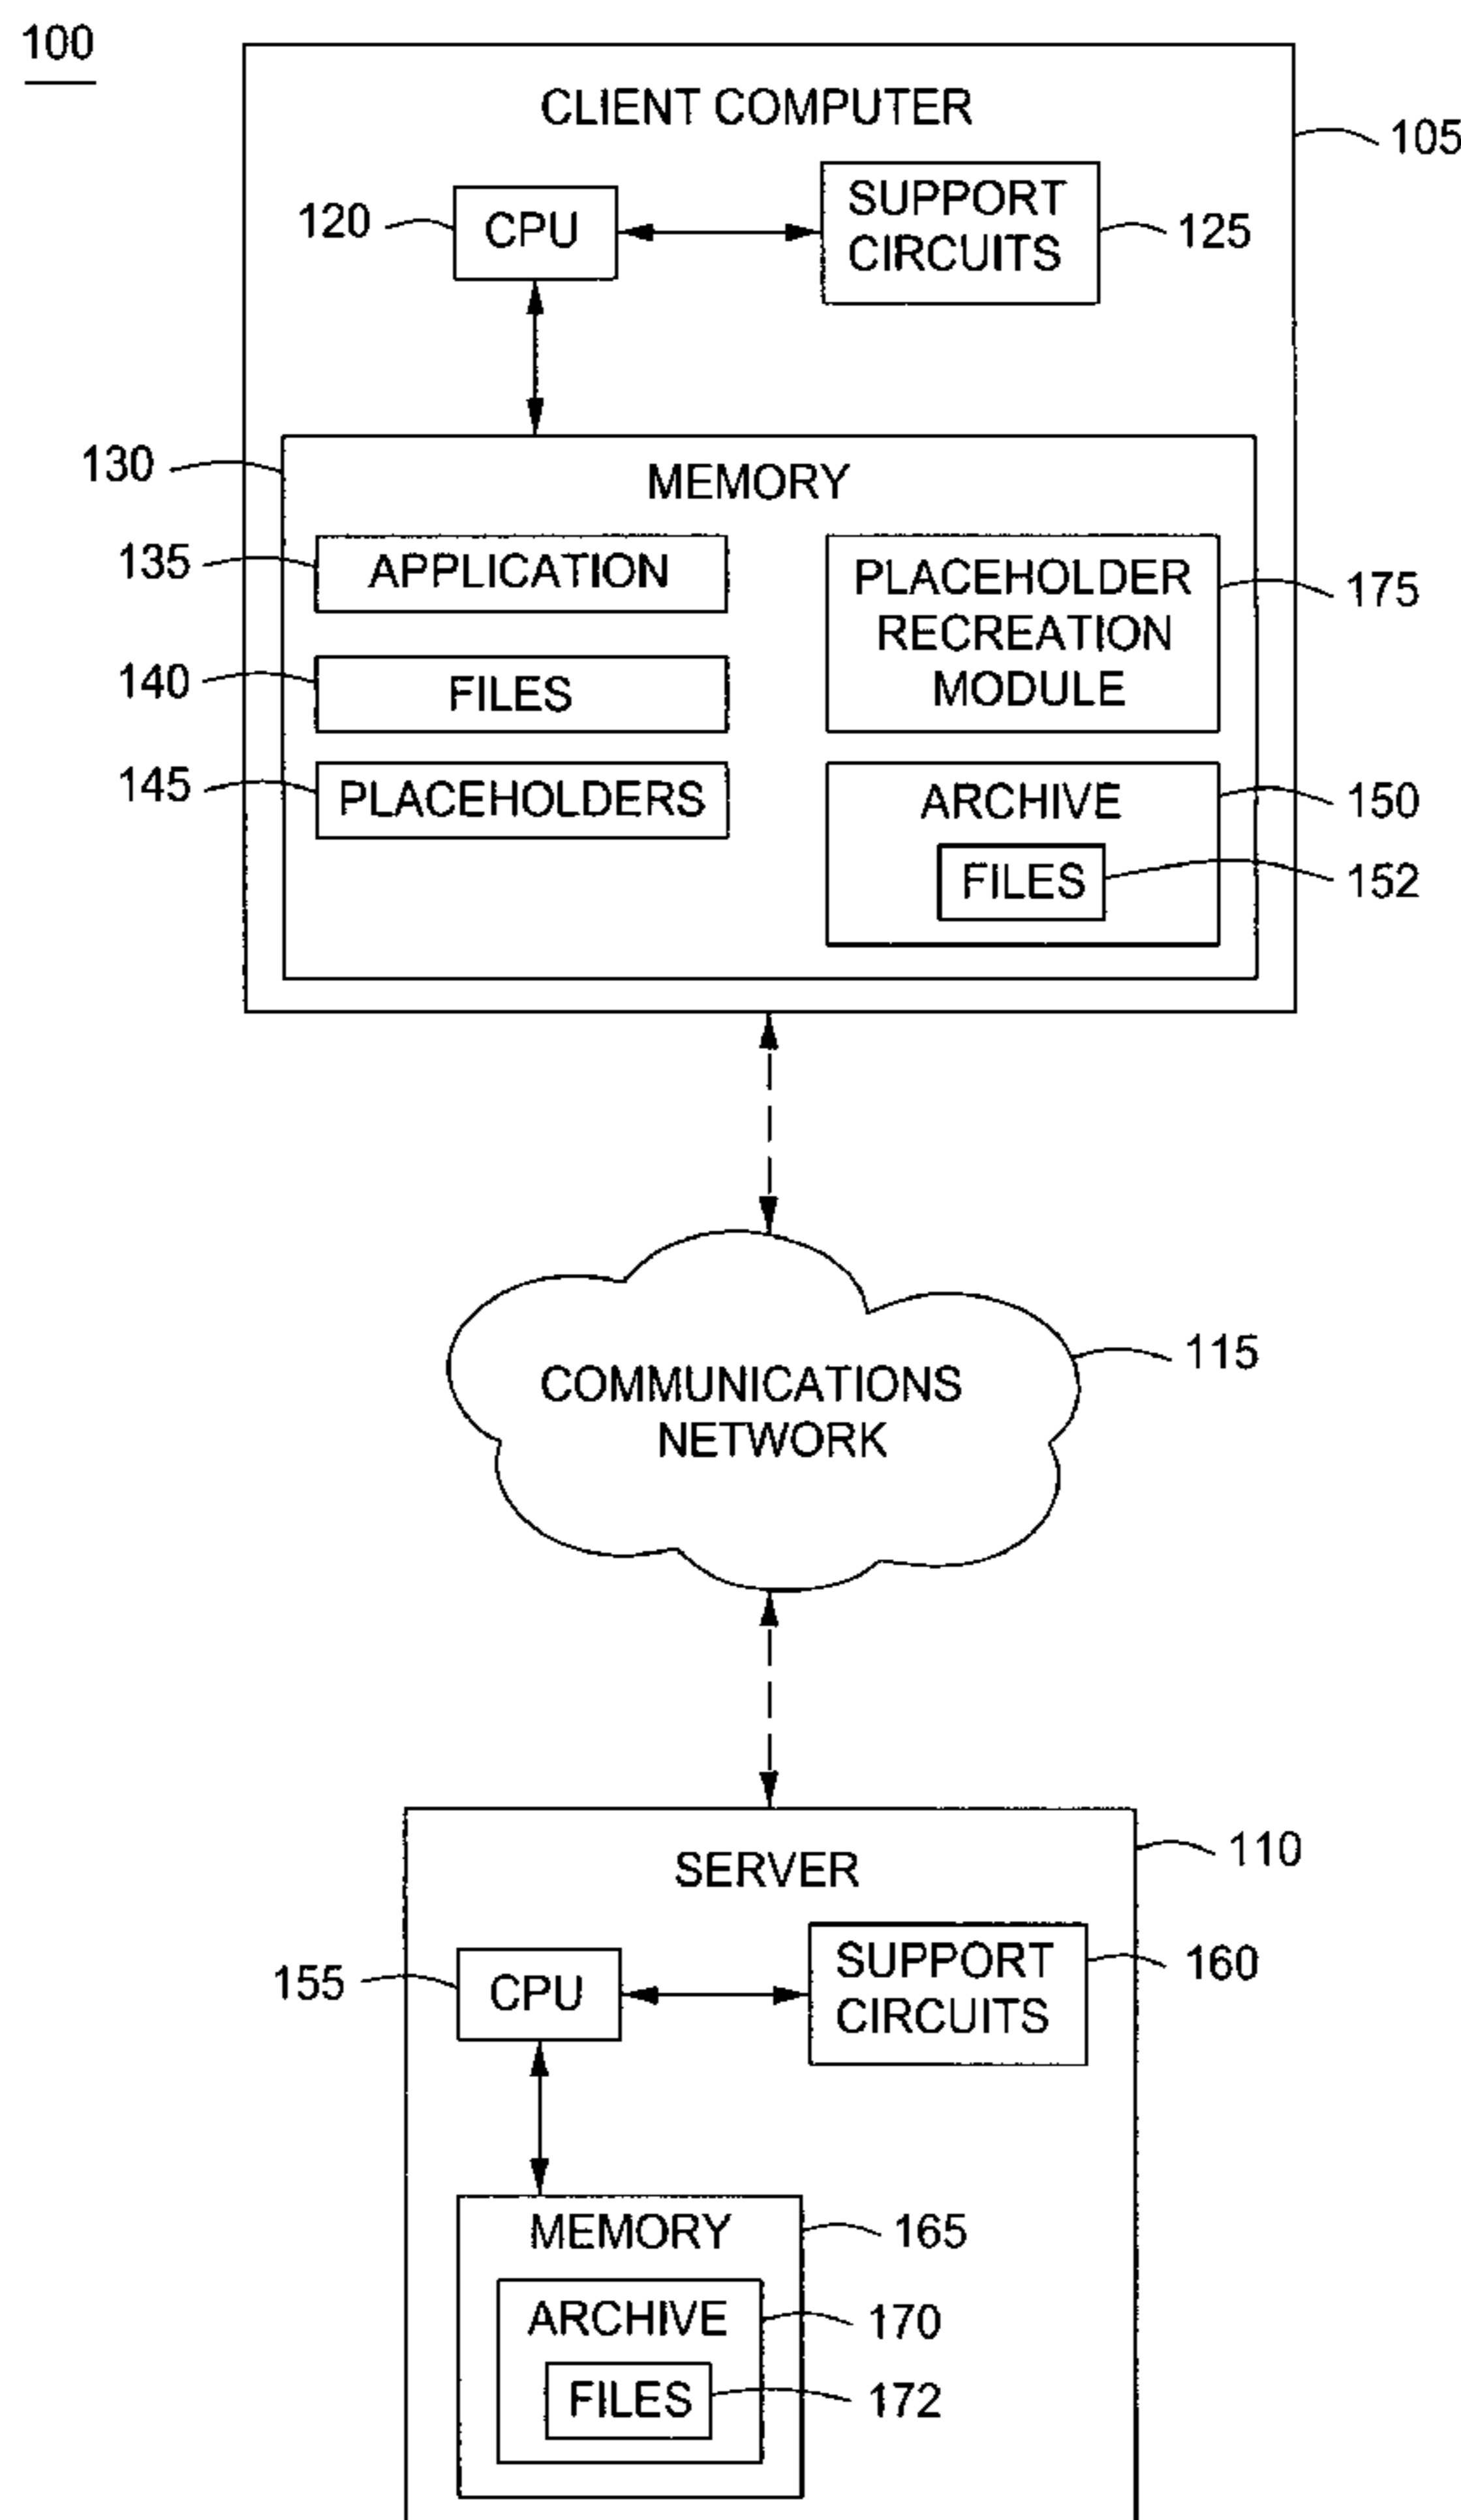 100
CLIENT COMPUTER
105
120
CPU
SUPPORT
CIRCUITS
125
130
MEMORY
135
APPLICATION
PLACEHOLDER
RECREATION
MODULE
175
140
FILES
145
PLACEHOLDERS
ARCHIVE
150
FILES
152
COMMUNICATIONS
NETWORK
115
SERVER
110
155
CPU
SUPPORT
CIRCUITS
160
MEMORY
165
ARCHIVE
170
FILES
172